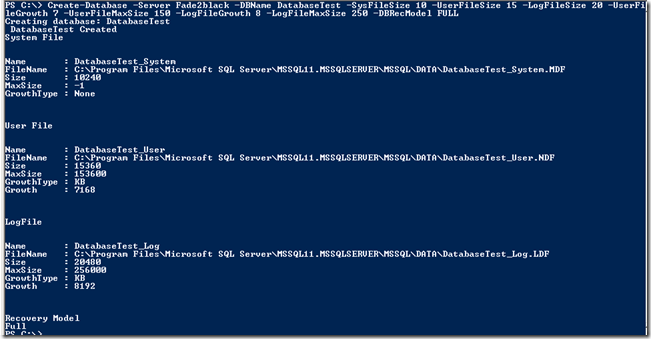 PS C:\> Create-Database -Server Fade2black -DBName DatabaseTest -SysFileSize 10 -UserFileSize 15 -LogFileSize 20 -UserFi
leGrowth 7 -UserFileMaxSize 150 -LogFileGrowth 8 -LogFileMaxSize 250 -DBRecModel FULL
Creating database: DatabaseTest
 DatabaseTest Created
System File
Name       : DatabaseTest_System
FileName   : C:\Program Files\Microsoft SQL Server\MSSQL11.MSSQLSERVER\MSSQL\DATA\DatabaseTest_System.MDF
Size       : 10240
MaxSize    : -1
GrowthType : None
User File
Name       : DatabaseTest_User
FileName   : C:\Program Files\Microsoft SQL Server\MSSQL11.MSSQLSERVER\MSSQL\DATA\DatabaseTest_User.NDF
Size       : 15360
MaxSize    : 153600
GrowthType : KB
Growth     : 7168
LogFile
Name       : DatabaseTest_Log
FileName   : C:\Program Files\Microsoft SQL Server\MSSQL11.MSSQLSERVER\MSSQL\DATA\DatabaseTest_Log.LDF
Size       : 20480
MaxSize    : 256000
GrowthType : KB
Growth     : 8192
Recovery Model
Full
PS C:\>